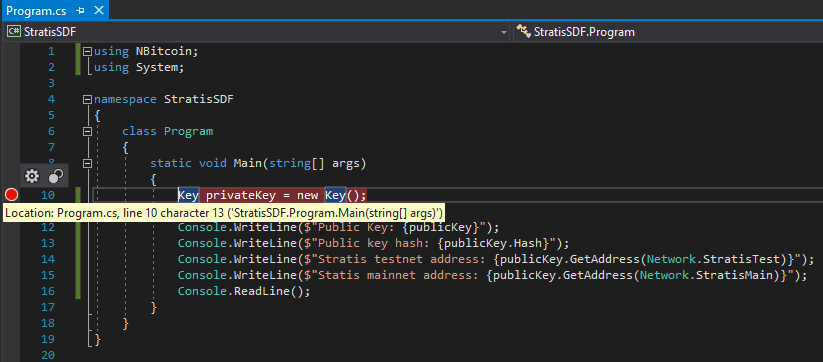 Program.cs
C# StratisSDF
StratisSDF.Program
1 using NBitcoin;
2 using System;
3
4 namespace StratisSDF
5 {
6 class Program
7 {
8 static void Main(string[] args)
9 {
10 Key privateKey = new Key();
Location: Program.cs, line 10 character 13 ('StratisSDF.Program.Main(string[] args)')
12 Console.WriteLine($"Public Key: {publicKey}");
13 Console.WriteLine($"Public key hash: {publicKey.Hash}");
14 Console.WriteLine($"Stratis testnet address: {publicKey.GetAddress(Network.StratisTest)}");
15 Console.WriteLine($"Statis mainnet address: {publicKey.GetAddress(Network.StratisMain)}");
16 Console.ReadLine();
17 }
18 }
19 }
20